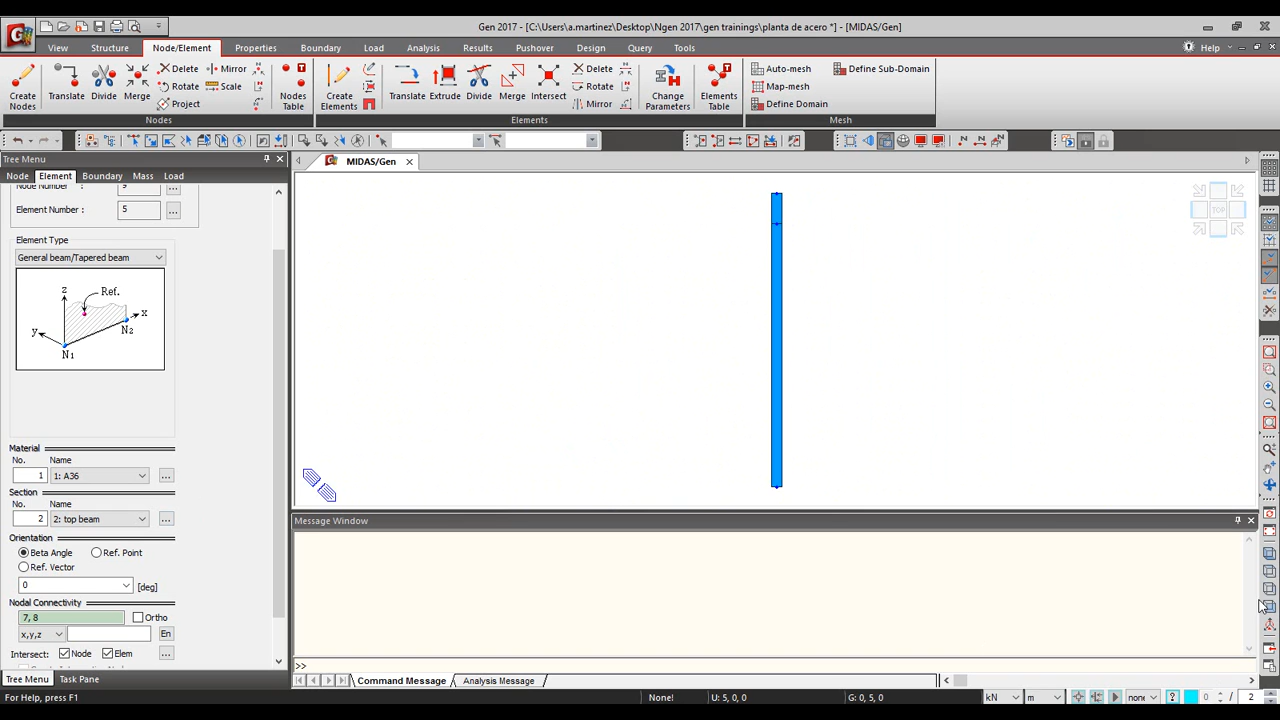 Gen 2017 - [C:\Users\a.martinez\Desktop\Ngen 2017\gen trainings\planta de acero *] - [MIDAS/Gen]
View Structure Node/Element Properties Boundary Load Analysis Results Pushover Design Query Tools Help
Create Nodes
Translate
Divide
Merge
Delete
Rotate
Project
Mirror
Scale
Nodes Table
Create Elements
Translate
Extrude
Divide
Merge
Intersect
Delete
Rotate
Mirror
Change Parameters
Elements Table
Auto-mesh
Map-mesh
Define Domain
Define Sub-Domain
Nodes Elements Mesh
Tree Menu
MIDAS/Gen
Node Element Boundary Mass Load
Node Number : 9 ...
Element Number : 5 ...
Element Type
General beam/Tapered beam
z Ref. x
y N2
N1
Material
No. Name
1 1: A36 ...
Section
No. Name
2 2: top beam ...
Orientation
Beta Angle Ref. Point
Ref. Vector
0 [deg]
Nodal Connectivity
7, 8 Ortho
x,y,z En
Intersect: Node Elem ...
TOP
Message Window
>>
Tree Menu Task Pane
Command Message Analysis Message
For Help, press F1 None! U: 5, 0, 0 G: 0, 5, 0 kN m none ? 0 / 2